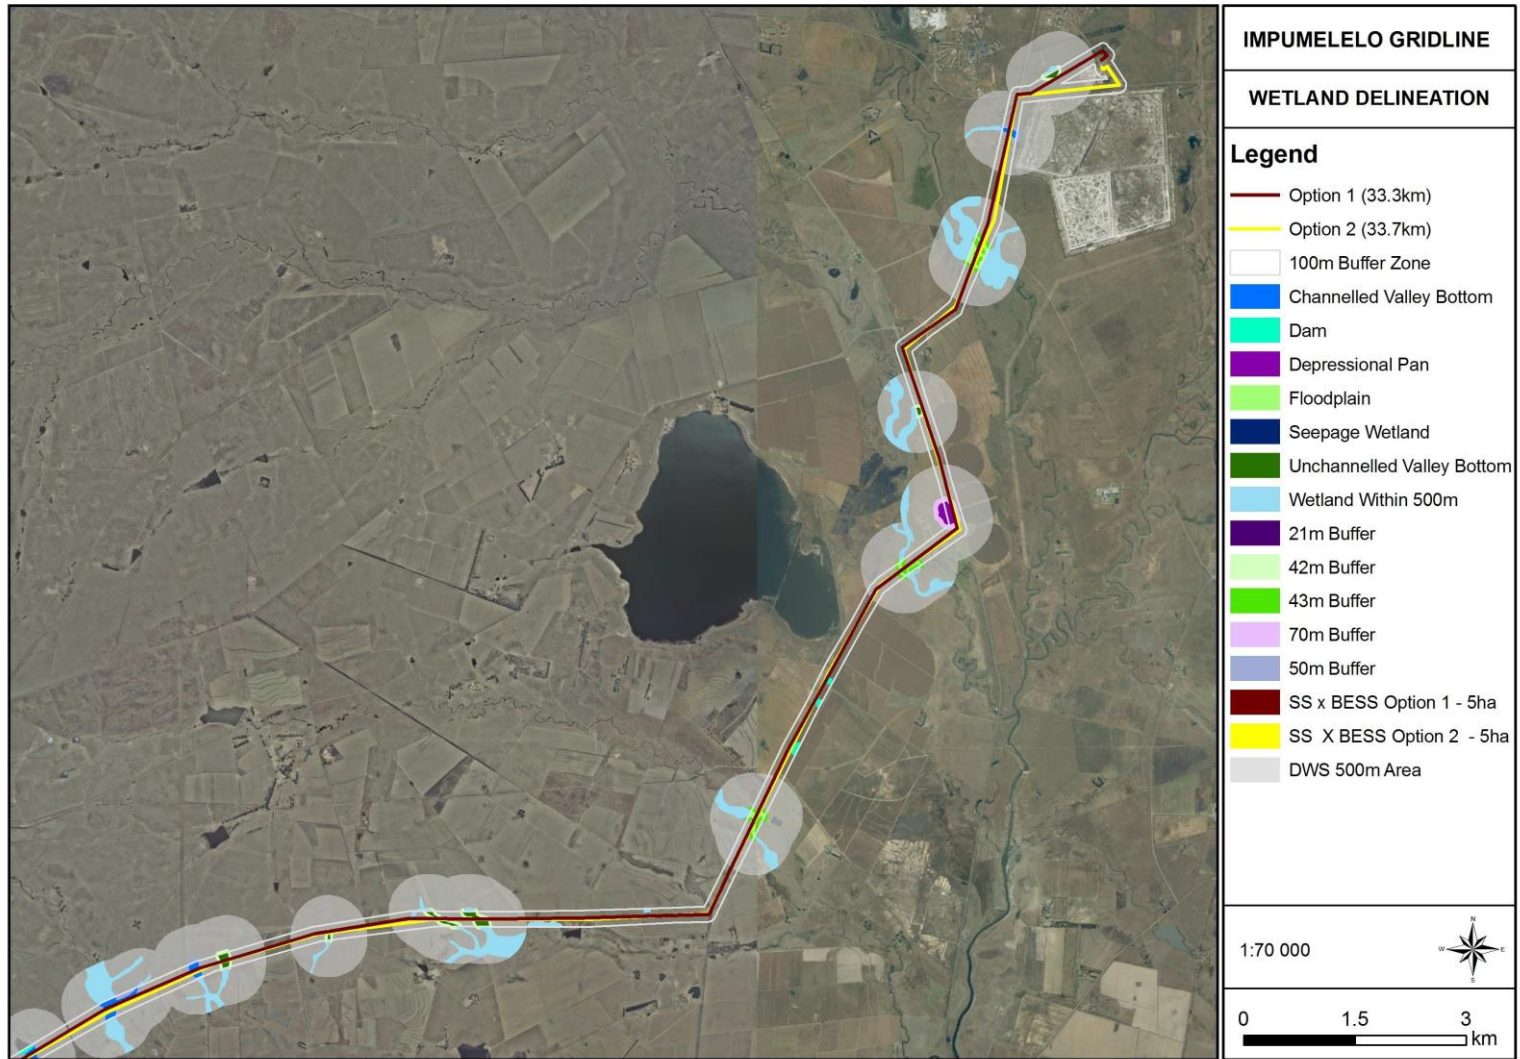 IMPUMELELO GRIDLINE
WETLAND DELINEATION
Legend
Option 1 (33.3km)
Option 2 (33.7km)
100m Buffer Zone
Channelled Valley Bottom
Dam
Depressional Pan
Floodplain
Seepage Wetland
Unchannelled Valley Bottom
Wetland Within 500m
21m Buffer
42m Buffer
43m Buffer
70m Buffer
50m Buffer
SS x BESS Option 1 - 5ha
SS X BESS Option 2 - 5ha
DWS 500m Area
1:70 000
N
W E
S
0 1.5 3
km